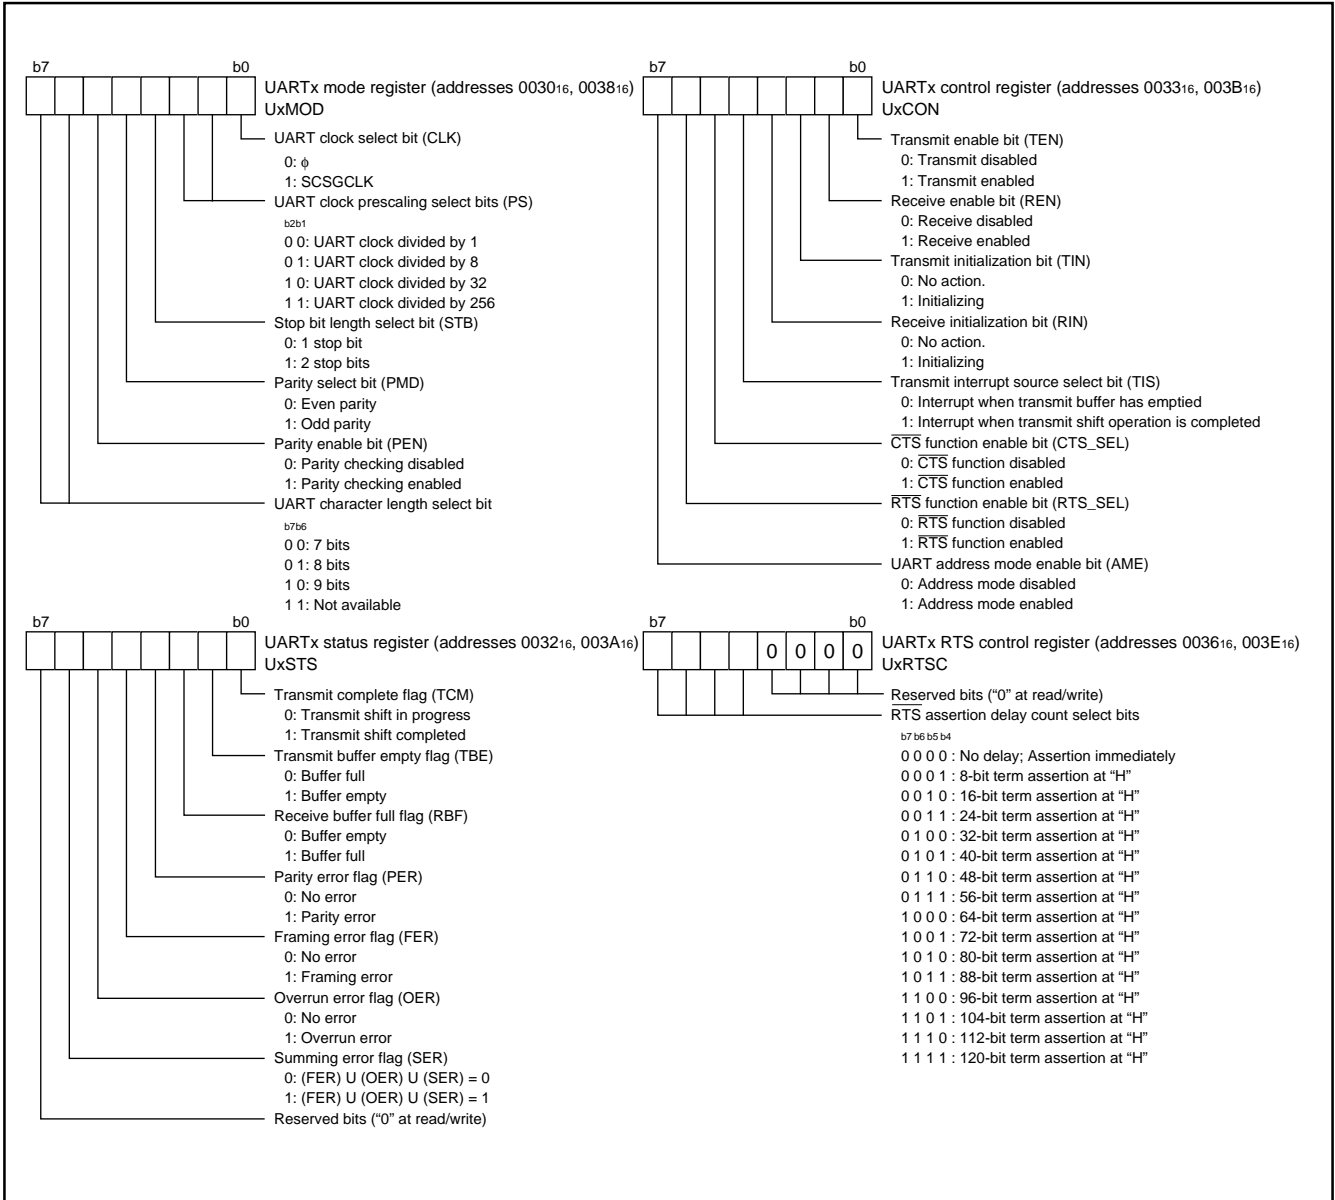 b7 b0
UARTx mode register (addresses 003016, 003816)
UxMOD
UART clock select bit (CLK)
0: ϕ
1: SCSGCLK
UART clock prescaling select bits (PS)
b2b1
0 0: UART clock divided by 1
0 1: UART clock divided by 8
1 0: UART clock divided by 32
1 1: UART clock divided by 256
Stop bit length select bit (STB)
0: 1 stop bit
1: 2 stop bits
Parity select bit (PMD)
0: Even parity
1: Odd parity
Parity enable bit (PEN)
0: Parity checking disabled
1: Parity checking enabled
UART character length select bit
b7b6
0 0: 7 bits
0 1: 8 bits
1 0: 9 bits
1 1: Not available
b7 b0
UARTx control register (addresses 003316, 003B16)
UxCON
Transmit enable bit (TEN)
0: Transmit disabled
1: Transmit enabled
Receive enable bit (REN)
0: Receive disabled
1: Receive enabled
Transmit initialization bit (TIN)
0: No action.
1: Initializing
Receive initialization bit (RIN)
0: No action.
1: Initializing
Transmit interrupt source select bit (TIS)
0: Interrupt when transmit buffer has emptied
1: Interrupt when transmit shift operation is completed
CTS function enable bit (CTS_SEL)
0: CTS function disabled
1: CTS function enabled
RTS function enable bit (RTS_SEL)
0: RTS function disabled
1: RTS function enabled
UART address mode enable bit (AME)
0: Address mode disabled
1: Address mode enabled
b7 b0
UARTx status register (addresses 003216, 003A16)
UxSTS
Transmit complete flag (TCM)
0: Transmit shift in progress
1: Transmit shift completed
Transmit buffer empty flag (TBE)
0: Buffer full
1: Buffer empty
Receive buffer full flag (RBF)
0: Buffer empty
1: Buffer full
Parity error flag (PER)
0: No error
1: Parity error
Framing error flag (FER)
0: No error
1: Framing error
Overrun error flag (OER)
0: No error
1: Overrun error
Summing error flag (SER)
0: (FER) U (OER) U (SER) = 0
1: (FER) U (OER) U (SER) = 1
Reserved bits (“0” at read/write)
b7 b0
0 0 0 0
UARTx RTS control register (addresses 003616, 003E16)
UxRTSC
Reserved bits (“0” at read/write)
RTS assertion delay count select bits
b7 b6 b5 b4
0 0 0 0 : No delay; Assertion immediately
0 0 0 1 : 8-bit term assertion at “H”
0 0 1 0 : 16-bit term assertion at “H”
0 0 1 1 : 24-bit term assertion at “H”
0 1 0 0 : 32-bit term assertion at “H”
0 1 0 1 : 40-bit term assertion at “H”
0 1 1 0 : 48-bit term assertion at “H”
0 1 1 1 : 56-bit term assertion at “H”
1 0 0 0 : 64-bit term assertion at “H”
1 0 0 1 : 72-bit term assertion at “H”
1 0 1 0 : 80-bit term assertion at “H”
1 0 1 1 : 88-bit term assertion at “H”
1 1 0 0 : 96-bit term assertion at “H”
1 1 0 1 : 104-bit term assertion at “H”
1 1 1 0 : 112-bit term assertion at “H”
1 1 1 1 : 120-bit term assertion at “H”